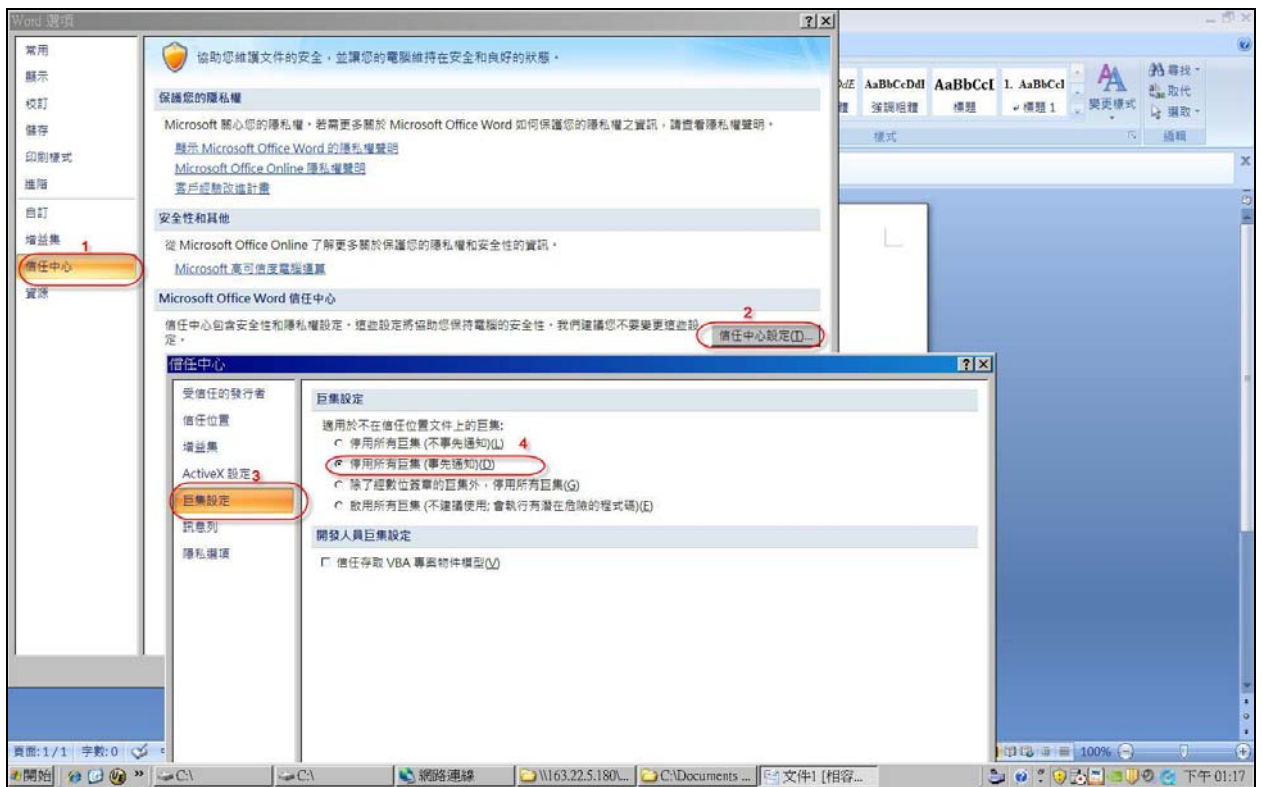 Word 選項
常用
顯示
校訂
儲存
印刷樣式
進階
自訂
增益集
1
信任中心
資源
協助您維護文件的安全，並讓您的電腦維持在安全和良好的狀態。
保護您的隱私權
Microsoft 關心您的隱私權。若需更多關於 Microsoft Office Word 如何保護您的隱私權之資訊，請查看隱私權聲明。
顯示 Microsoft Office Word 的隱私權聲明
Microsoft Office Online 隱私權聲明
客戶經驗改進計畫
安全性和其他
從 Microsoft Office Online 了解更多關於保護您的隱私權和安全性的資訊。
Microsoft 高可信度電腦運算
Microsoft Office Word 信任中心
信任中心包含安全性和隱私權設定。這些設定將協助您保持電腦的安全性。我們建議您不要變更這些設
定。
2
信任中心設定(T)...
AaBbCcDdI AaBbCcI 1. AaBbCcI
強調粗體 標題 標題 1
變更樣式
尋找
取代
選取
樣式
編輯
信任中心
受信任的發行者
信任位置
增益集
ActiveX 設定
3
巨集設定
訊息列
隱私選項
巨集設定
適用於不在信任位置文件上的巨集:
停用所有巨集 (不事先通知)(L)
4
停用所有巨集 (事先通知)(D)
除了經數位簽章的巨集外，停用所有巨集(G)
啟用所有巨集 (不建議使用; 會執行有潛在危險的程式碼)(E)
開發人員巨集設定
信任存取 VBA 專案物件模型(V)
頁面: 1/1 字數: 0
100%
開始
C:\
C:\
網路連線
\\163.22.5.180\...
C:\Documents ...
文件1 [相容...
下午 01:17